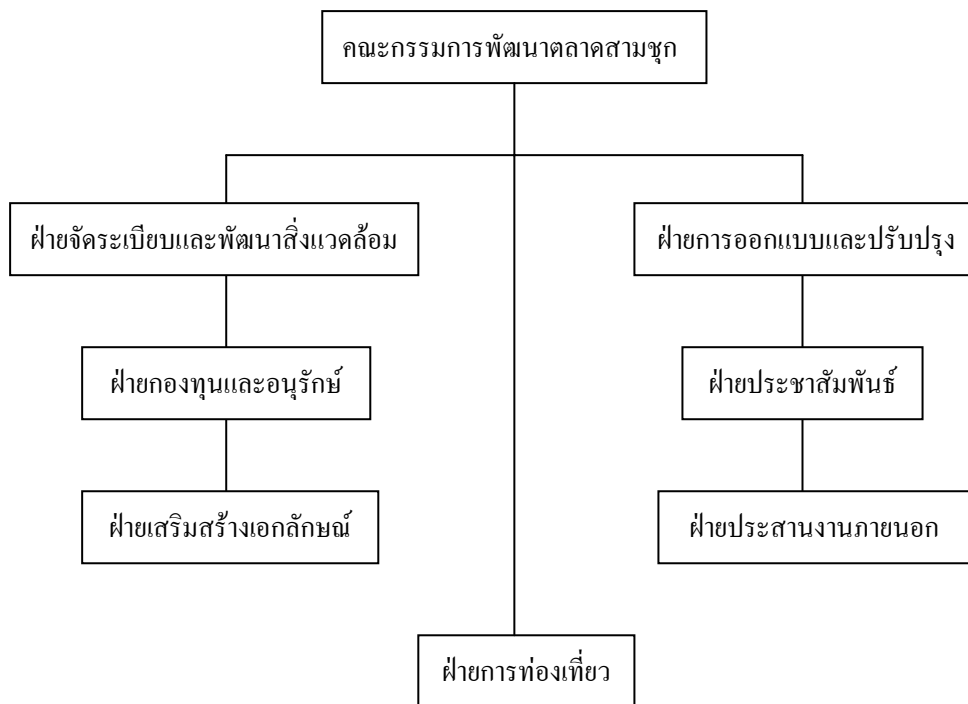 คณะกรรมการพัฒนาตลาดสามชุก
ฝ่ายจัดระเบียบและพัฒนาสิ่งแวดล้อม
ฝ่ายการออกแบบและปรับปรุง
ฝ่ายกองทุนและอนุรักษ์
ฝ่ายประชาสัมพันธ์
ฝ่ายเสริมสร้างเอกลักษณ์
ฝ่ายประสานงานภายนอก
ฝ่ายการท่องเที่ยว